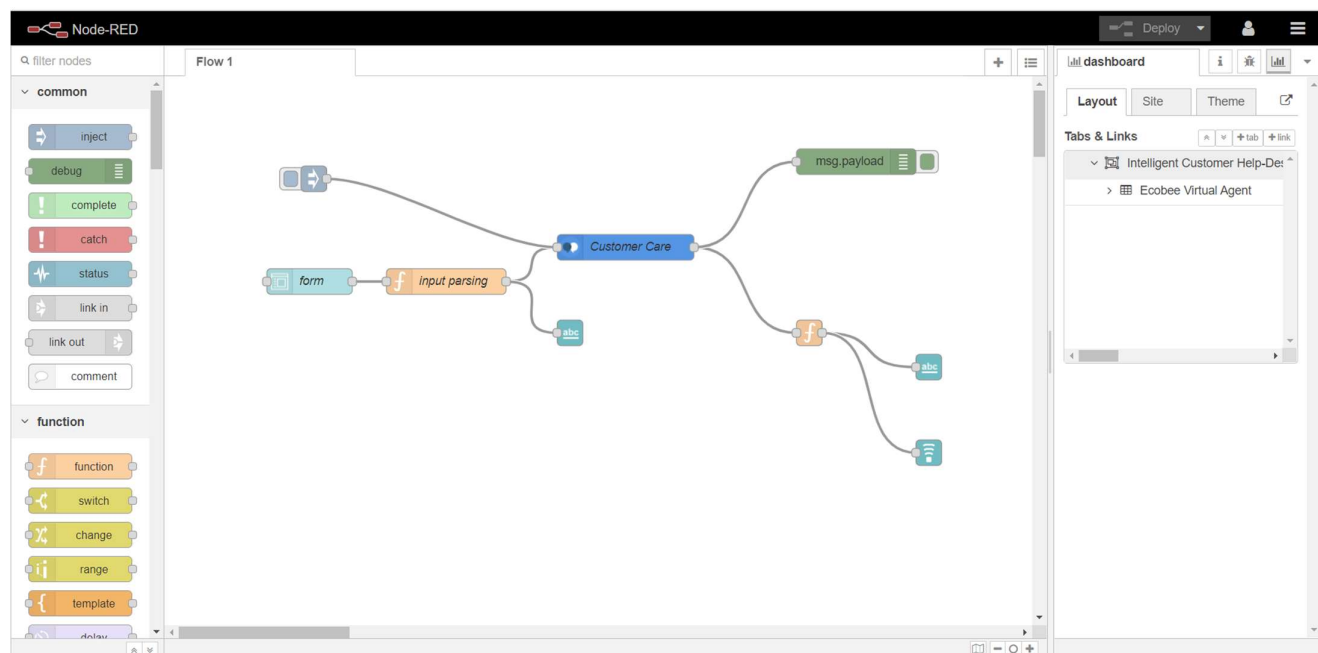 Node-RED
Deploy
filter nodes
Flow 1
dashboard
i
common
Layout
Site
Theme
Tabs & Links
+tab
+link
inject
debug
complete
catch
status
link in
link out
comment
function
function
switch
change
range
template
delay
msg.payload
Customer Care
form
input parsing
abc
abc
Intelligent Customer Help-Des
Ecobee Virtual Agent